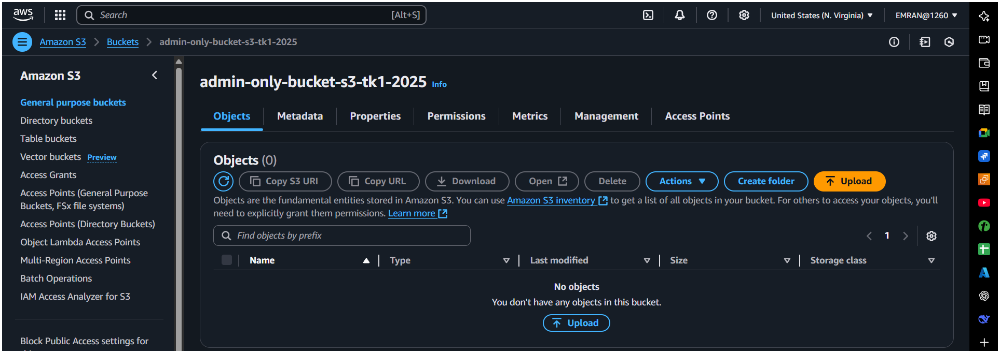 aws
Search [Alt+S]
United States (N. Virginia)
EMRAN@1260
Amazon S3
Buckets
admin-only-bucket-s3-tk1-2025
Amazon S3
General purpose buckets
Directory buckets
Table buckets
Vector buckets Preview
Access Grants
Access Points (General Purpose
Buckets, FSx file systems)
Access Points (Directory Buckets)
Object Lambda Access Points
Multi-Region Access Points
Batch Operations
IAM Access Analyzer for S3
Block Public Access settings for
admin-only-bucket-s3-tk1-2025 Info
Objects
Metadata
Properties
Permissions
Metrics
Management
Access Points
Objects (0)
Copy S3 URI
Copy URL
Download
Open
Delete
Actions
Create folder
Upload
Objects are the fundamental entities stored in Amazon S3. You can use Amazon S3 inventory to get a list of all objects in your bucket. For others to access your objects, you'll
need to explicitly grant them permissions. Learn more
Find objects by prefix
1
Name
Type
Last modified
Size
Storage class
No objects
You don't have any objects in this bucket.
Upload